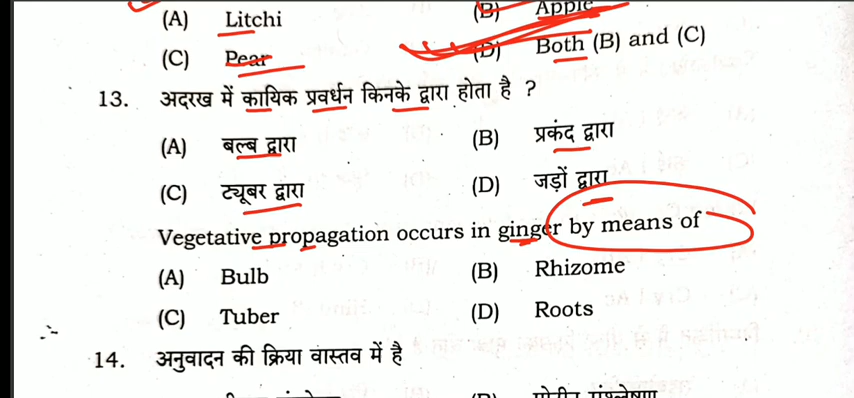 (A) Litchi (B) Apple
(C) Pear (D) Both (B) and (C)
13. अदरख में कायिक प्रवर्धन किनके द्वारा होता है ?
(A) बल्ब द्वारा (B) प्रकंद द्वारा
(C) ट्यूबर द्वारा (D) जड़ों द्वारा
Vegetative propagation occurs in ginger by means of
(A) Bulb (B) Rhizome
(C) Tuber (D) Roots
14. अनुवादन की क्रिया वास्तव में है